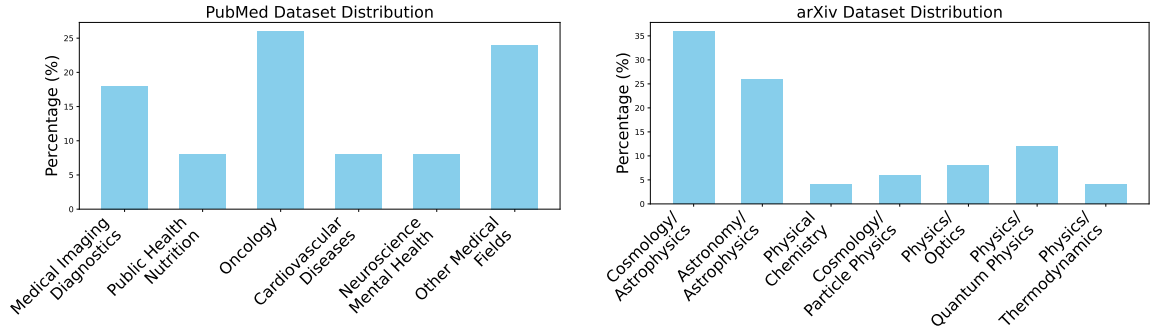 PubMed Dataset Distribution
Percentage (%)
25
20
15
10
5
0
Medical Imaging
Diagnostics
Public Health
Nutrition
Oncology
Cardiovascular
Diseases
Neuroscience
Mental Health
Other Medical
Fields
arXiv Dataset Distribution
Percentage (%)
35
30
25
20
15
10
5
0
Cosmology/
Astrophysics
Astronomy/
Astrophysics
Physical
Chemistry
Cosmology/
Particle Physics
Physics/
Optics
Physics/
Quantum Physics
Physics/
Thermodynamics